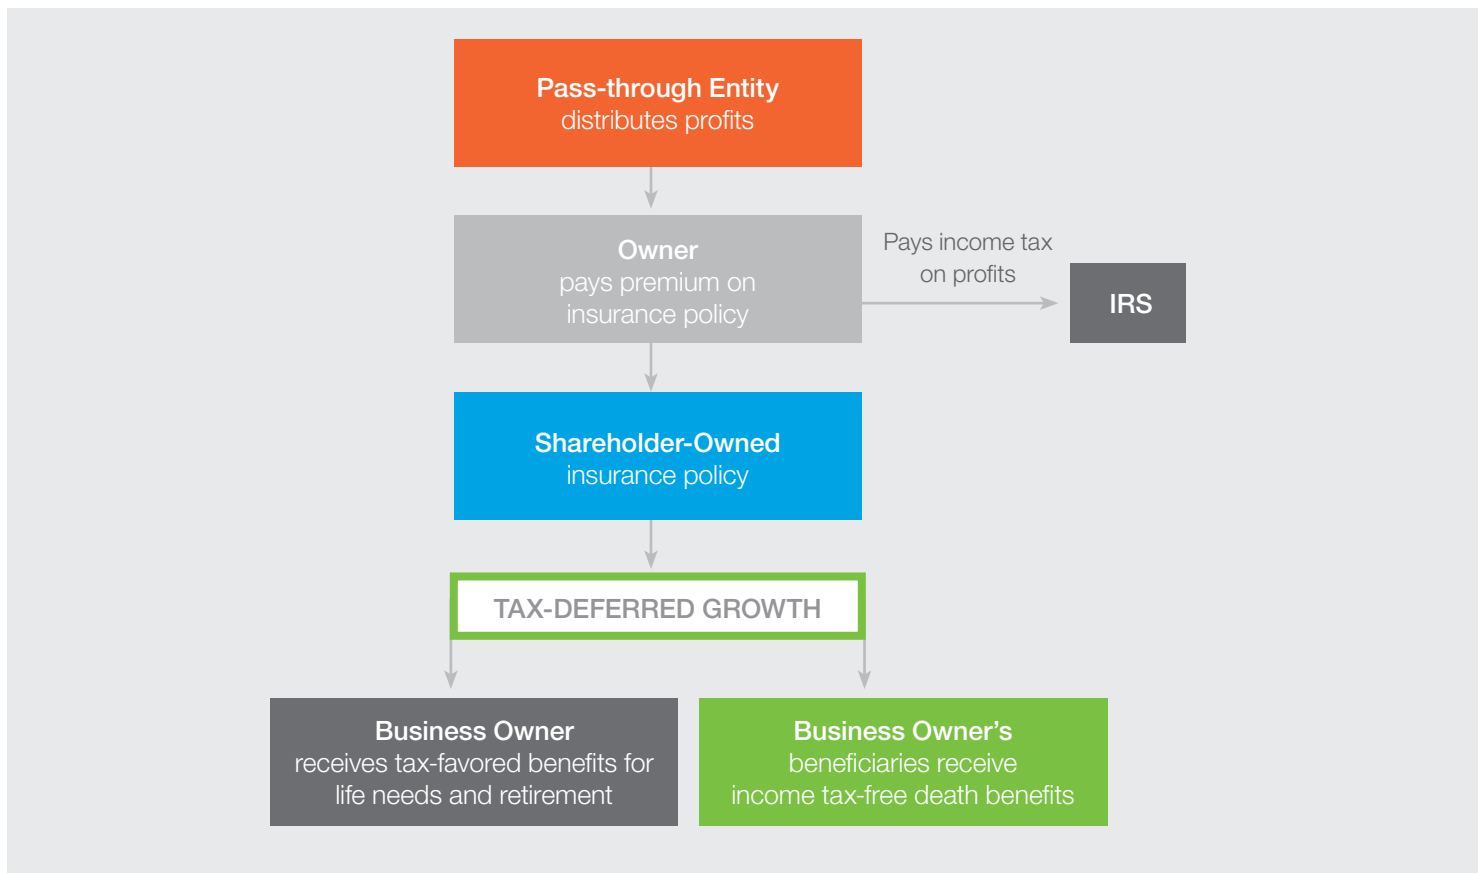 Pass-through Entity
distributes profits
Owner
pays premium on
insurance policy
Pays income tax
on profits
IRS
Shareholder-Owned
insurance policy
TAX-DEFERRED GROWTH
Business Owner
receives tax-favored benefits for
life needs and retirement
Business Owner’s
beneficiaries receive
income tax-free death benefits